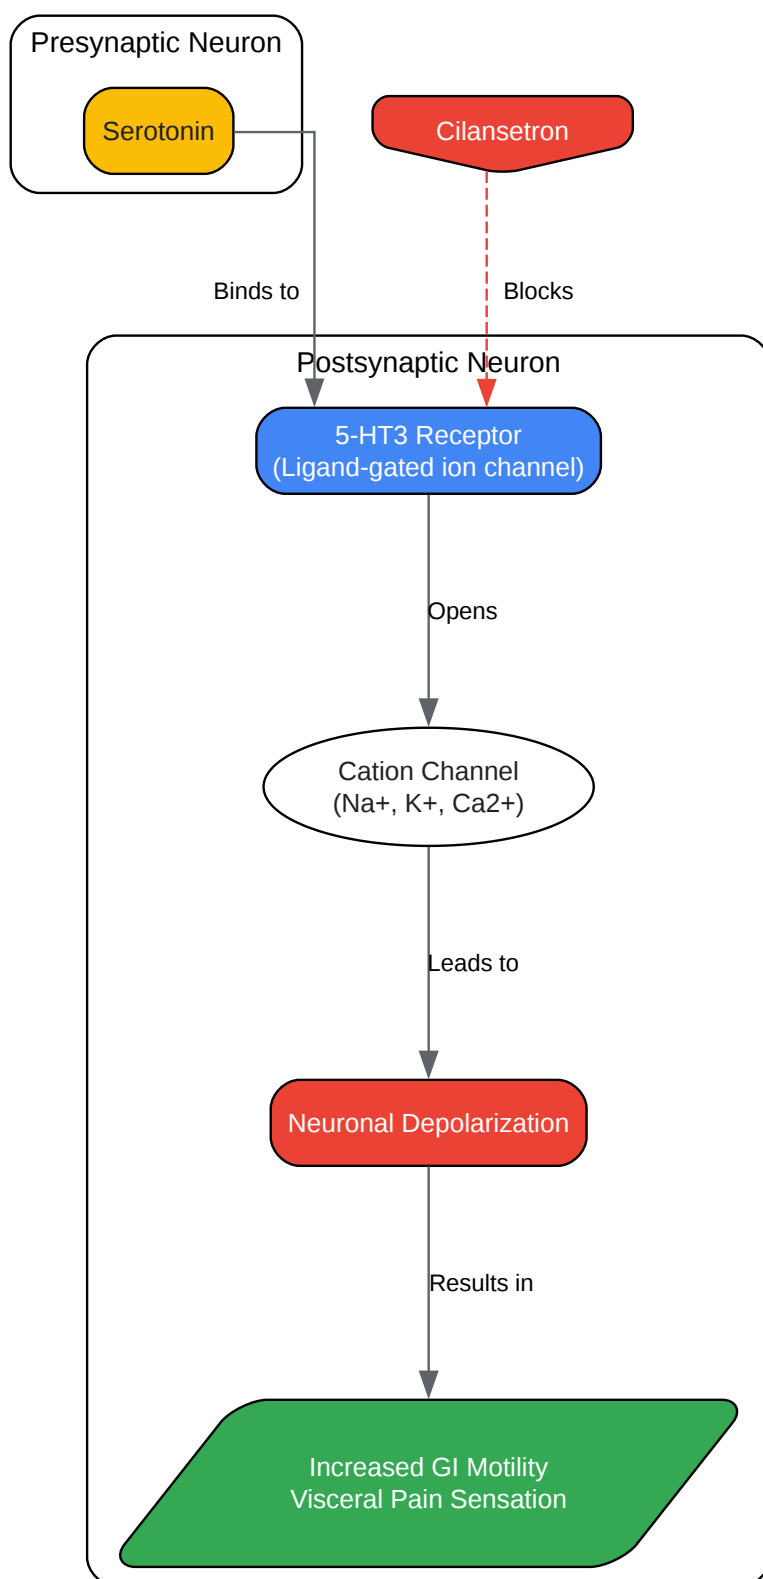 Presynaptic Neuron
Serotonin
Cilansetron
Binds to
Blocks
Postsynaptic Neuron
5-HT3 Receptor
(Ligand-gated ion channel)
Opens
Cation Channel
(Na+, K+, Ca2+)
Leads to
Neuronal Depolarization
Results in
Increased GI Motility
Visceral Pain Sensation